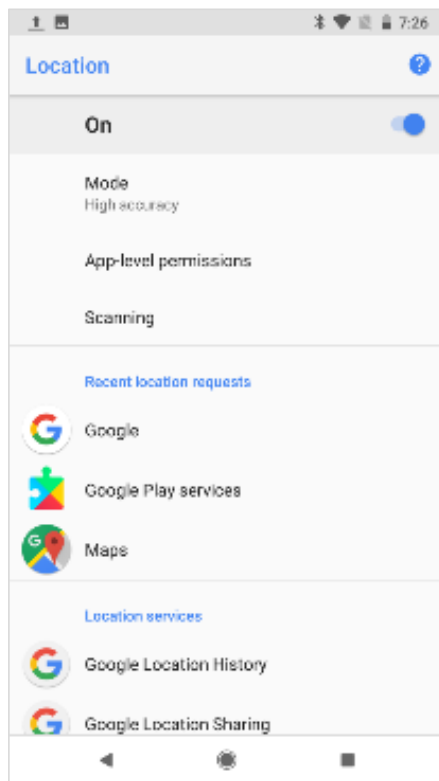 7:26
Location
On
Mode
High accuracy
App-level permissions
Scanning
Recent location requests
Google
Google Play services
Maps
Location services
Google Location History
Google Location Sharing